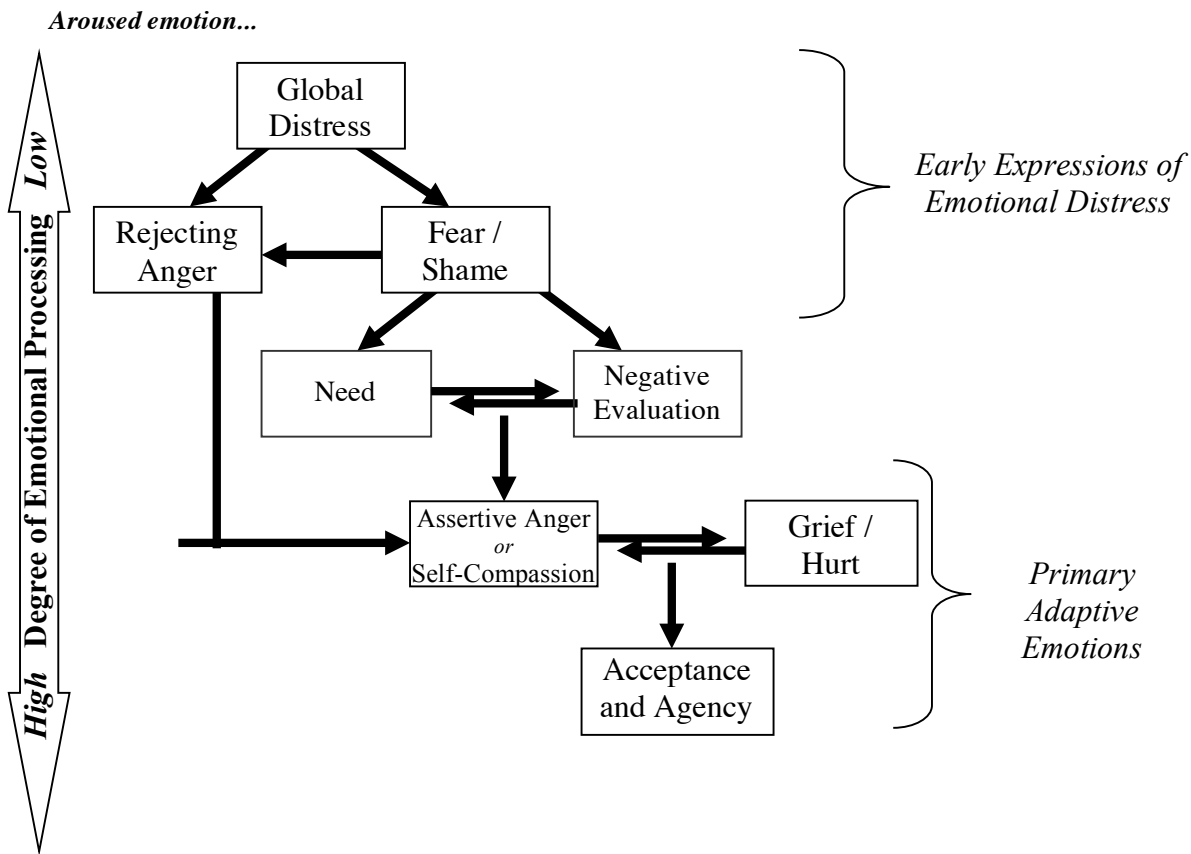 Aroused emotion...
Global
Distress
Early Expressions of
Emotional Distress
Rejecting
Anger
Fear /
Shame
Need
Negative
Evaluation
Assertive Anger
or
Self-Compassion
Grief /
Hurt
Primary
Adaptive
Emotions
Acceptance
and Agency
High Degree of Emotional Processing Low